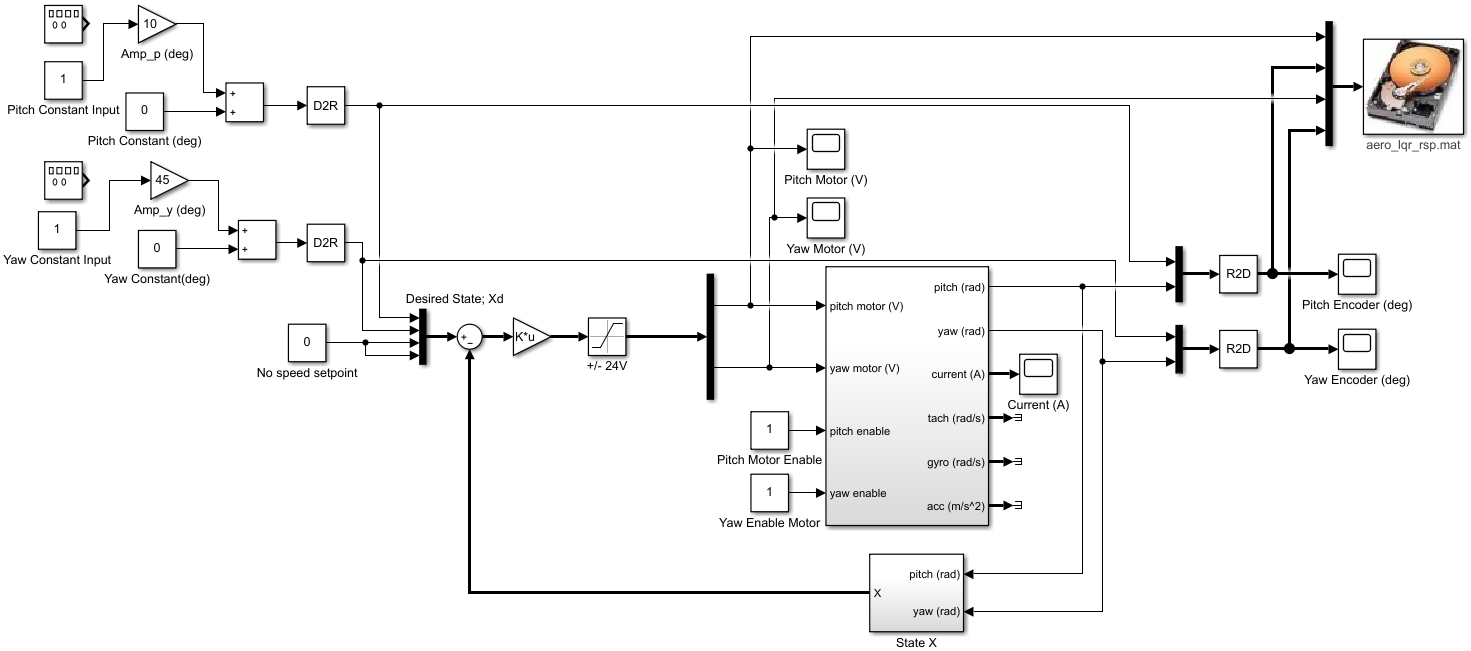 10
Amp_p (deg)
1
Pitch Constant Input
0
Pitch Constant (deg)
+
+
D2R
45
Amp_y (deg)
1
Yaw Constant Input
0
Yaw Constant(deg)
+
+
D2R
Desired State; Xd
0
No speed setpoint
+
_
K*u
+/- 24V
Pitch Motor (V)
Yaw Motor (V)
pitch motor (V)
yaw motor (V)
pitch enable
yaw enable
pitch (rad)
yaw (rad)
current (A)
tach (rad/s)
gyro (rad/s)
acc (m/s^2)
1
Pitch Motor Enable
1
Yaw Enable Motor
Current (A)
pitch (rad)
X
yaw (rad)
State X
R2D
Pitch Encoder (deg)
R2D
Yaw Encoder (deg)
aero_lqr_rsp.mat